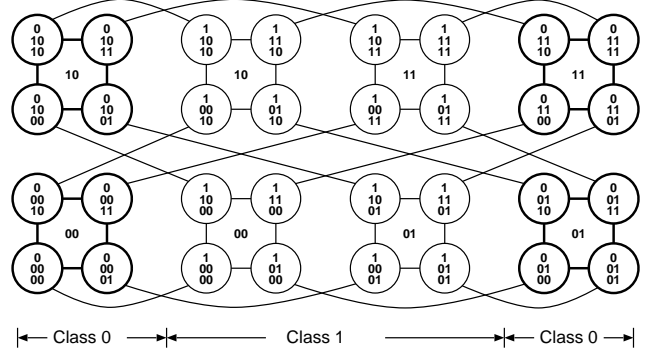 0 0 1 1 1 1 0 0
10 10 10 11 10 11 11 11
10 11 10 10 11 11 10 11
10 10 11 11
0 0 1 1 1 1 0 0
10 10 00 01 00 01 11 11
00 01 10 10 11 11 00 01
0 0 1 1 1 1 0 0
00 00 10 11 10 11 01 01
10 11 00 00 01 01 10 11
00 00 01 01
0 0 1 1 1 1 0 0
00 00 00 01 00 01 01 01
00 01 00 00 01 01 00 01
Class 0 Class 1 Class 0